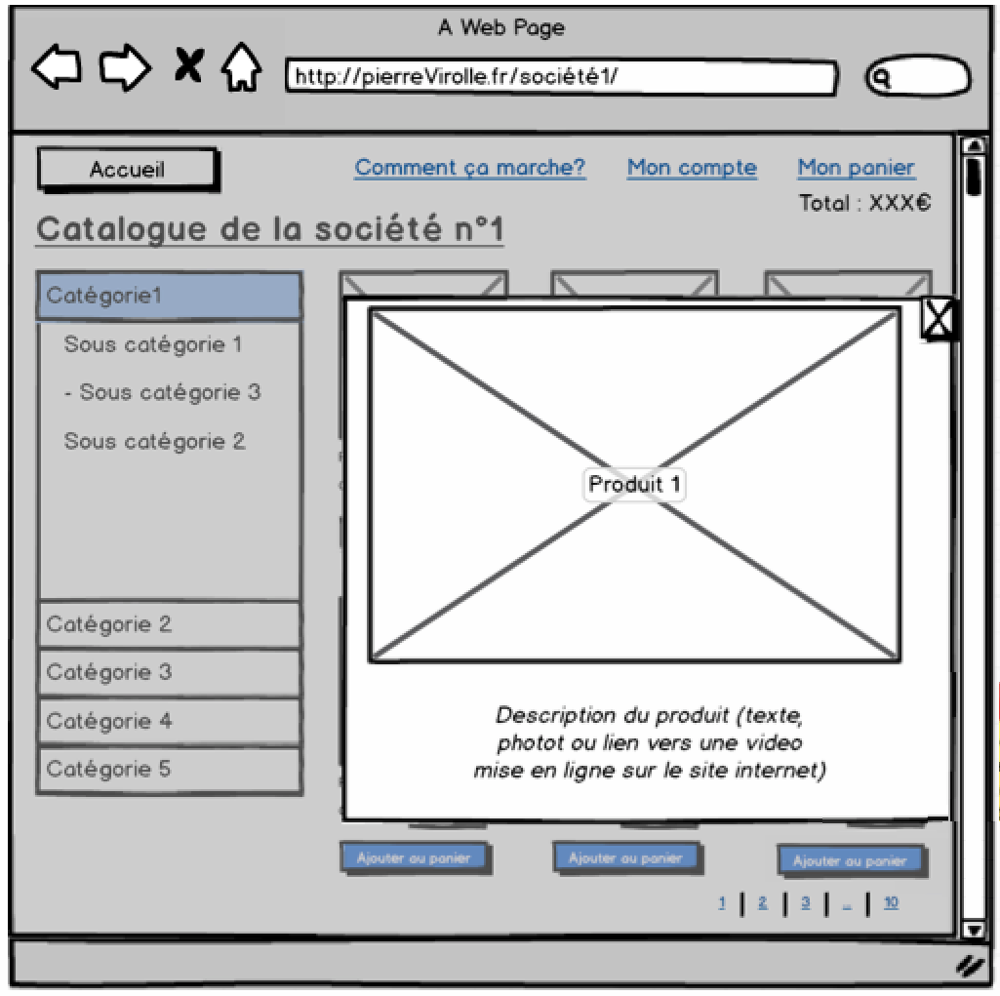 A Web Page
http://pierreVirolle.fr/société1/
Accueil
Comment ça marche?
Mon compte
Mon panier
Total : XXX€
Catalogue de la société n°1
Catégorie1
Sous catégorie 1
- Sous catégorie 3
Sous catégorie 2
Catégorie 2
Catégorie 3
Catégorie 4
Catégorie 5
Produit 1
Description du produit (texte,
photot ou lien vers une video
mise en ligne sur le site internet)
Ajouter au panier
Ajouter au panier
Ajouter au panier
1 | 2 | 3 | ... | 10